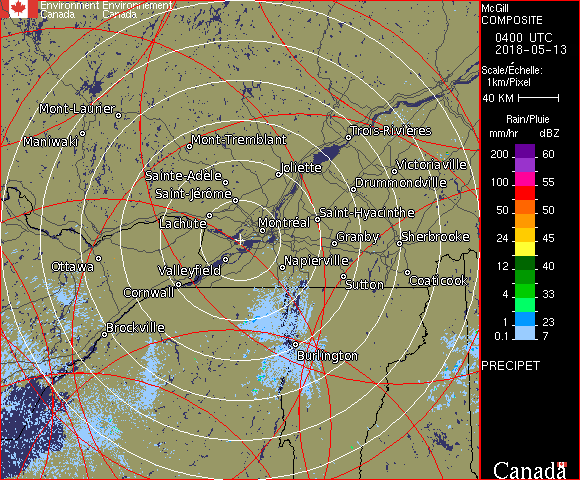 Environment Environnement
Canada Canada
McGill
COMPOSITE
0400 UTC
2018-05-13
Scale/Échelle:
1km/Pixel
40 KM
Rain/Pluie
mm/hr dBZ
200 60
100 55
50 50
24 45
12 40
4 33
1 23
0.1 7
PRECIPET
Canada
Mont-Laurier
Maniwaki
Mont-Tremblant
Trois-Rivières
Joliette
Victoriaville
Sainte-Adèle
Drummondville
Saint-Jérôme
Lachute
Saint-Hyacinthe
Montréal
Granby
Sherbrooke
Ottawa
Valleyfield
Napierville
Cornwall
Sutton
Coaticook
Brockville
Burlington